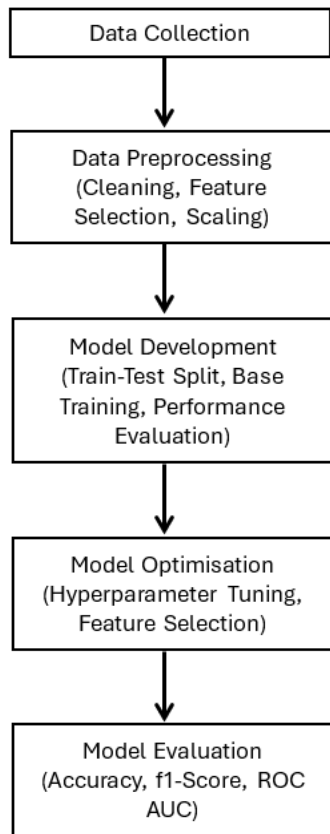 Data Collection
Data Preprocessing
(Cleaning, Feature
Selection, Scaling)
Model Development
(Train-Test Split, Base
Training, Performance
Evaluation)
Model Optimisation
(Hyperparameter Tuning,
Feature Selection)
Model Evaluation
(Accuracy, f1-Score, ROC
AUC)